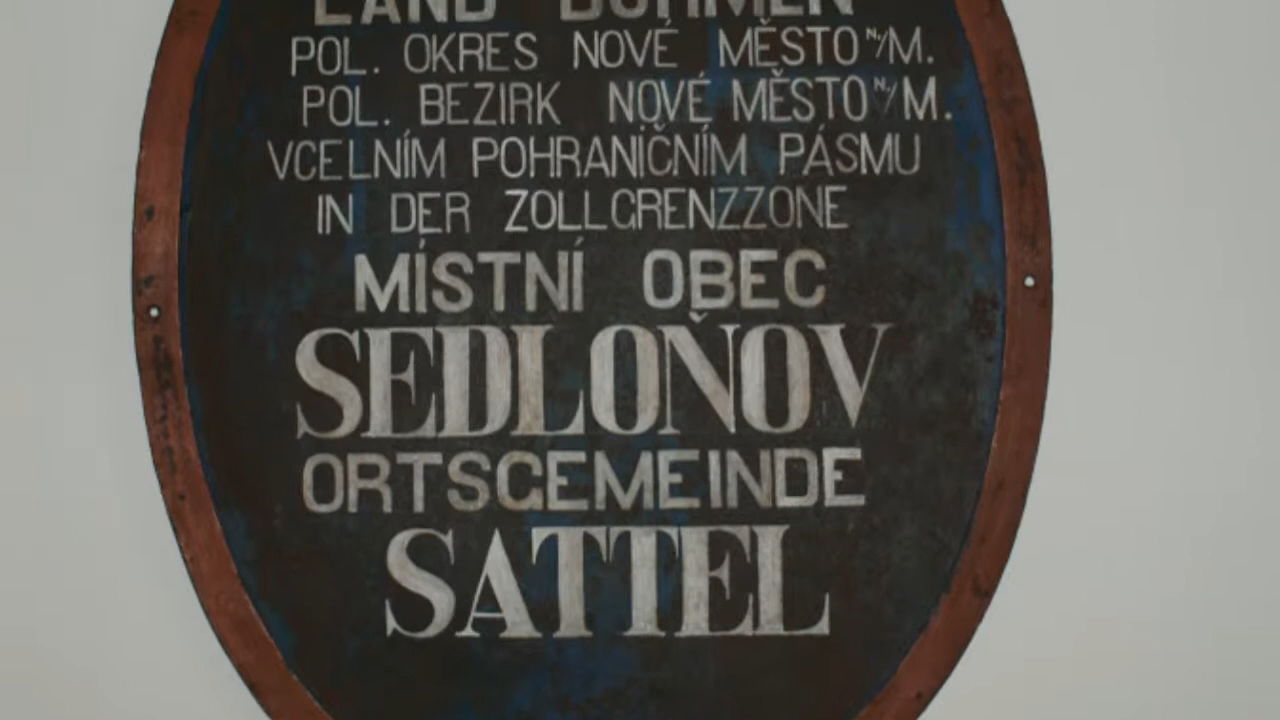 LAND BÖHMEN
POL. OKRES NOVÉ MĚSTO N./M.
POL. BEZIRK NOVÉ MĚSTO N./M.
VCELNÍM POHRANIČNÍM PÁSMU
IN DER ZOLLGRENZZONE
MÍSTNÍ OBEC
SEDLOŇOV
ORTSGEMEINDE
SATTEL